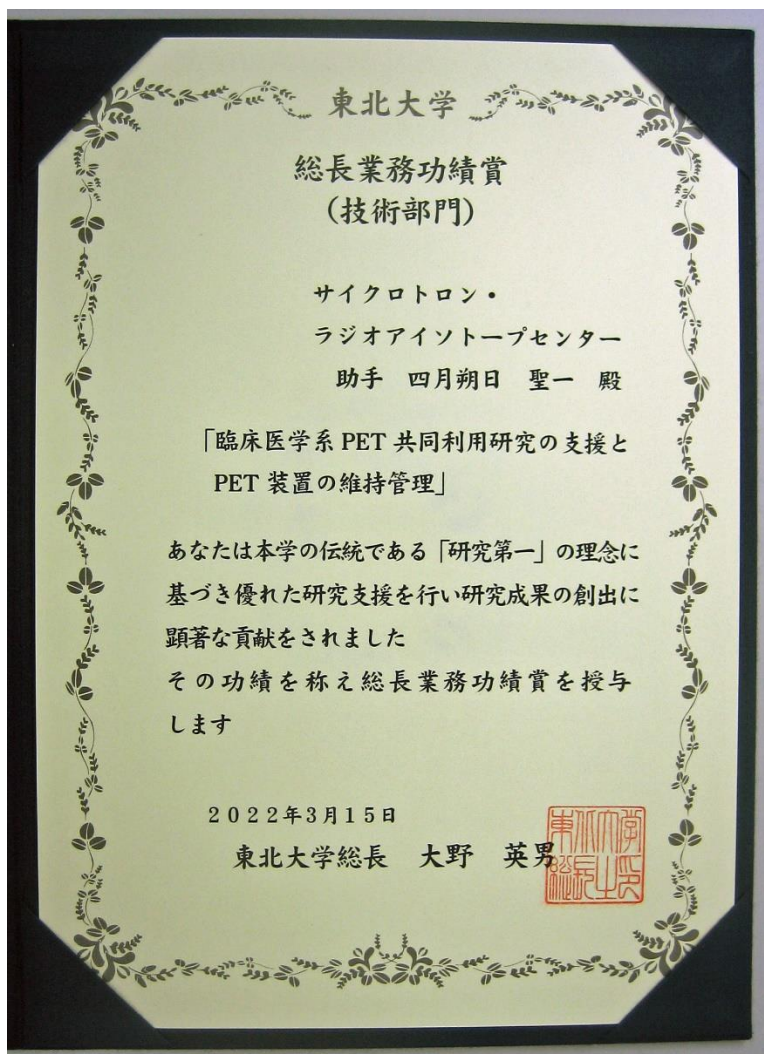 東北大学
総長業務功績賞
(技術部門)
サイクロトロン・
ラジオアイソトープセンター
助手 四月朔日 聖一 殿
「臨床医学系 PET 共同利用研究の支援と
PET 装置の維持管理」
あなたは本学の伝統である「研究第一」の理念に
基づき優れた研究支援を行い研究成果の創出に
顕著な貢献をされました
その功績を称え総長業務功績賞を授与
します
2022年3月15日
東北大学総長 大野 英男
東北大学
総長之印